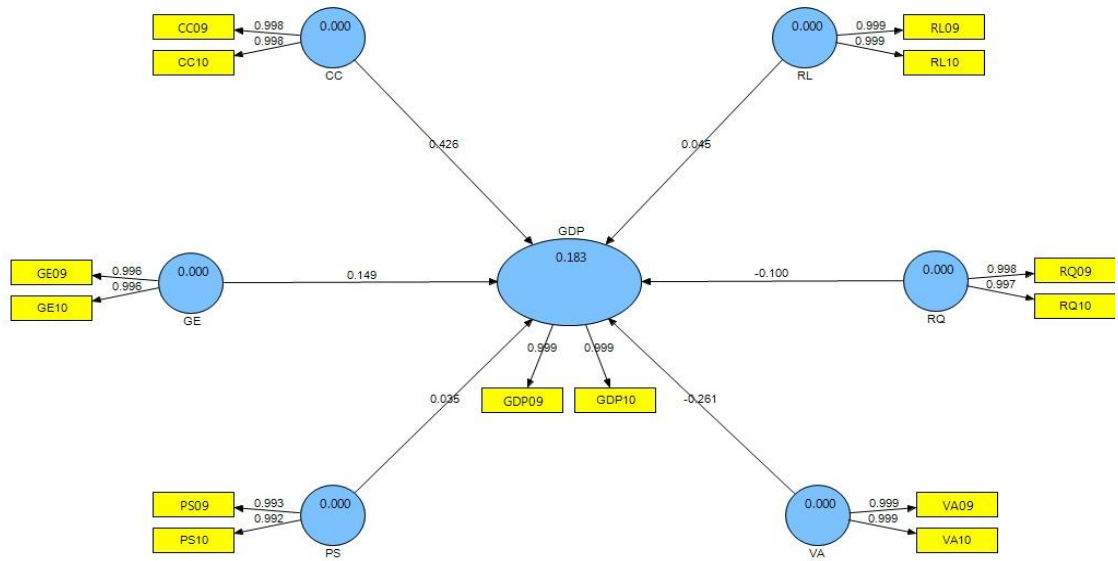 CC09
0.998
0.000
CC10
0.998
CC
0.000
0.999
RL09
0.999
RL10
RL
0.426
0.045
GDP
0.183
GE09
0.996
0.000
GE10
0.996
GE
0.149
-0.100
0.000
0.998
RQ09
0.997
RQ10
RQ
0.999
0.999
GDP09
GDP10
0.035
-0.261
PS09
0.993
0.000
PS10
0.992
PS
0.000
0.999
VA09
0.999
VA10
VA